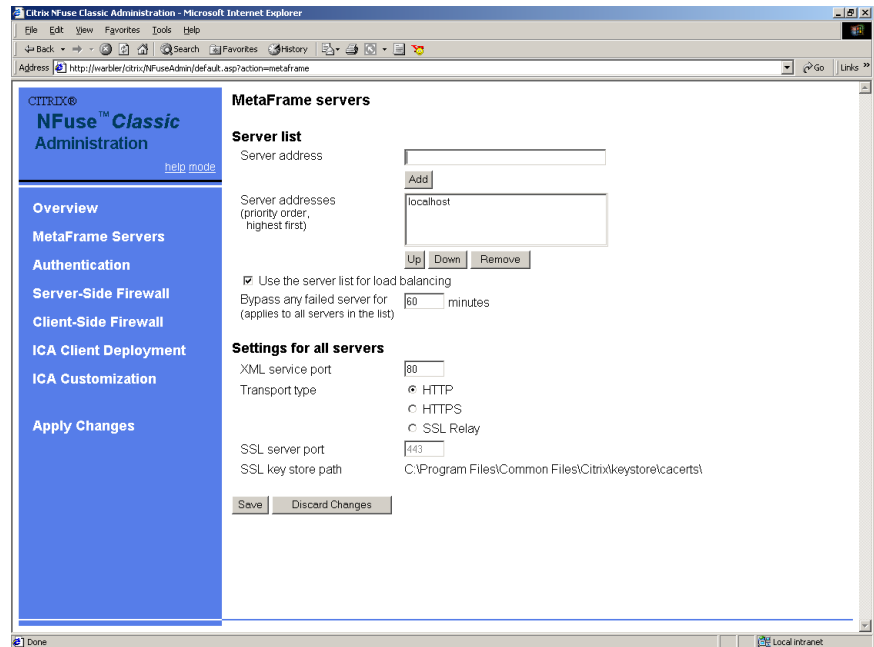 Citrix NFuse Classic Administration - Microsoft Internet Explorer
File Edit View Favorites Tools Help
Back Search Favorites History
Address http://warbler/citrix/NFuseAdmin/default.asp?action=metaframe Go Links »
CITRIX®
NFuse™ Classic
Administration
help mode
Overview
MetaFrame Servers
Authentication
Server-Side Firewall
Client-Side Firewall
ICA Client Deployment
ICA Customization
Apply Changes
MetaFrame servers
Server list
Server address
Add
Server addresses
(priority order,
highest first)
localhost
Up Down Remove
Use the server list for load balancing
Bypass any failed server for 60 minutes
(applies to all servers in the list)
Settings for all servers
XML service port 80
Transport type HTTP
HTTPS
SSL Relay
SSL server port 443
SSL key store path C:\Program Files\Common Files\Citrix\keystore\cacerts\
Save Discard Changes
Done Local intranet